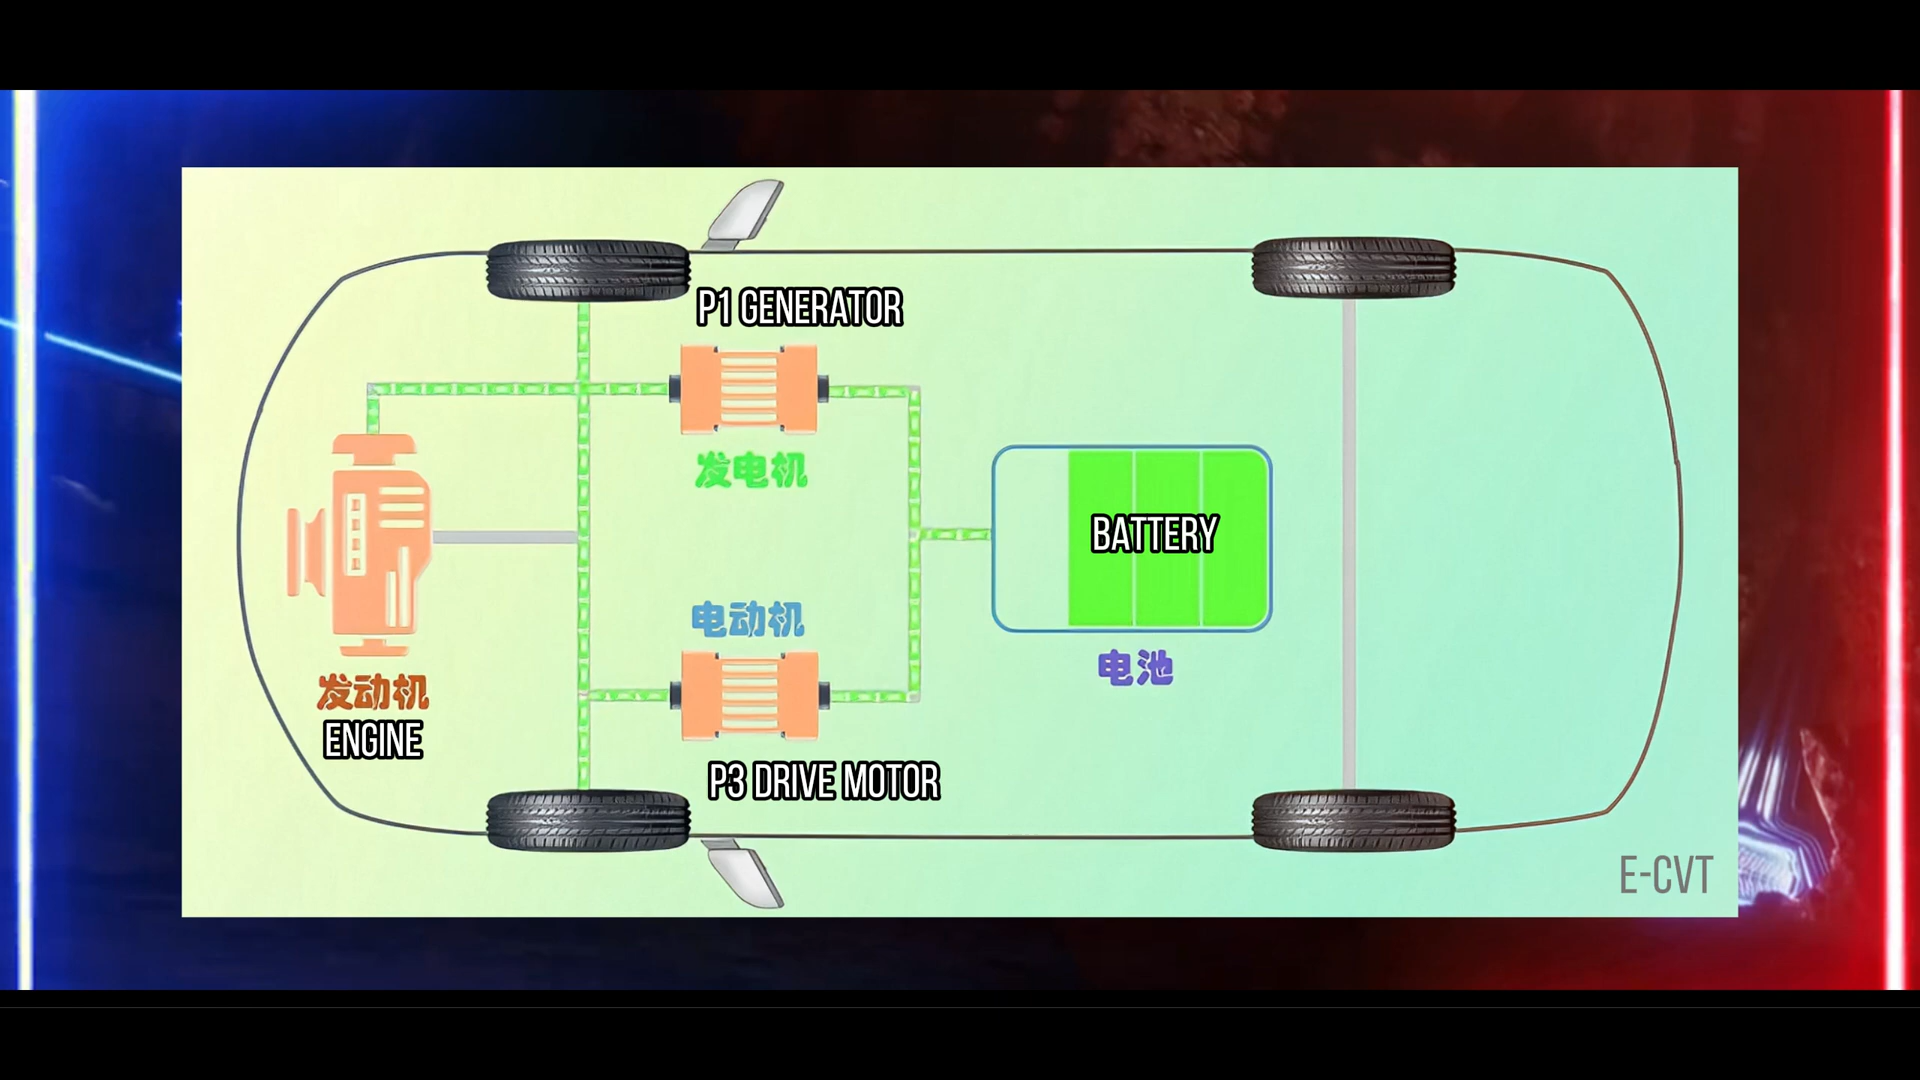 P1 GENERATOR
发电机
BATTERY
电动机
电池
发动机
ENGINE
P3 DRIVE MOTOR
E-CVT